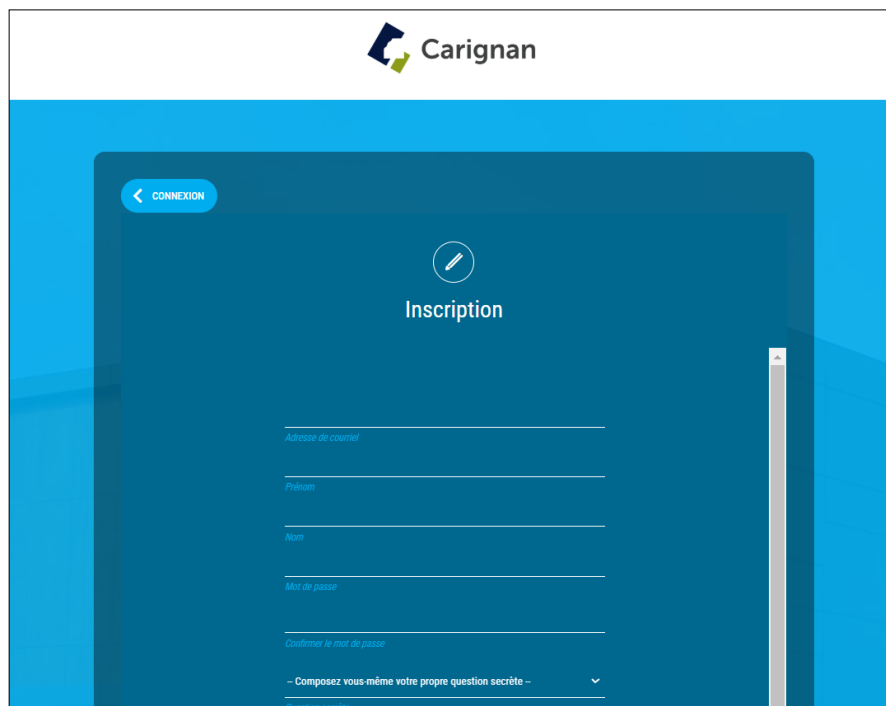 Carignan
CONNEXION
Inscription
Adresse de courriel
Prénom
Nom
Mot de passe
Confirmer le mot de passe
-- Composez vous-même votre propre question secrète --